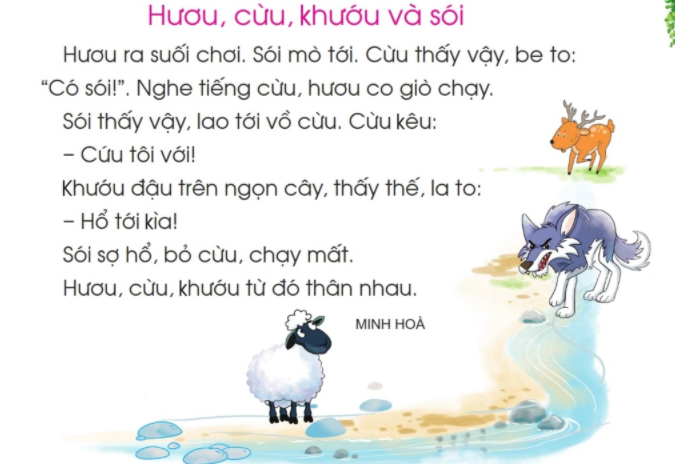 Hươu, cừu, khướu và sói
Hươu ra suối chơi. Sói mò tới. Cừu thấy vậy, be to:
“Có sói!”. Nghe tiếng cừu, hươu co giò chạy.
Sói thấy vậy, lao tới vồ cừu. Cừu kêu:
– Cứu tôi với!
Khướu đậu trên ngọn cây, thấy thế, la to:
– Hổ tới kìa!
Sói sợ hổ, bỏ cừu, chạy mất.
Hươu, cừu, khướu từ đó thân nhau.
MINH HOÀ